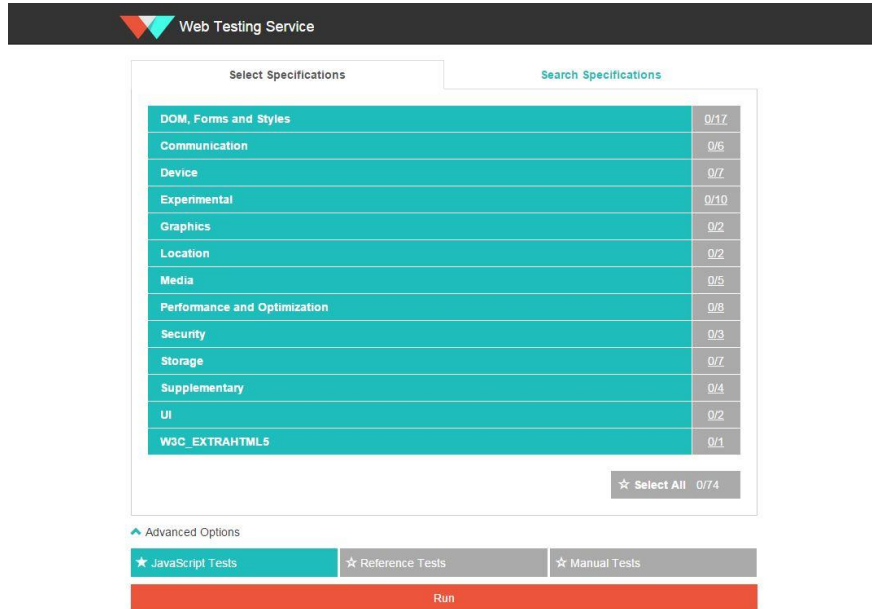 Web Testing Service
Select Specifications Search Specifications
DOM, Forms and Styles 0/17
Communication 0/6
Device 0/7
Experimental 0/10
Graphics 0/2
Location 0/2
Media 0/5
Performance and Optimization 0/8
Security 0/3
Storage 0/7
Supplementary 0/4
UI 0/2
W3C_EXTRAHTML5 0/1
☆ Select All 0/74
Advanced Options
★ JavaScript Tests ☆ Reference Tests ☆ Manual Tests
Run